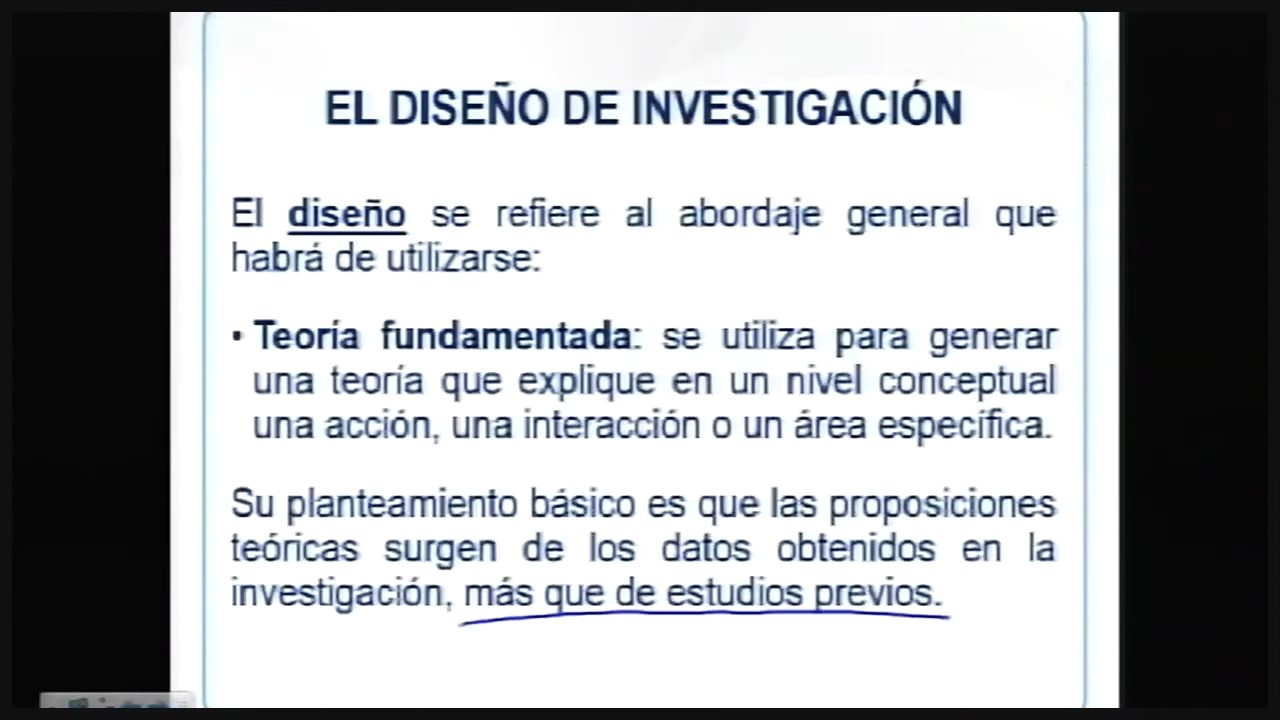 EL DISEÑO DE INVESTIGACIÓN
El diseño se refiere al abordaje general que
habrá de utilizarse:
• Teoría fundamentada: se utiliza para generar
una teoría que explique en un nivel conceptual
una acción, una interacción o un área específica.
Su planteamiento básico es que las proposiciones
teóricas surgen de los datos obtenidos en la
investigación, más que de estudios previos.